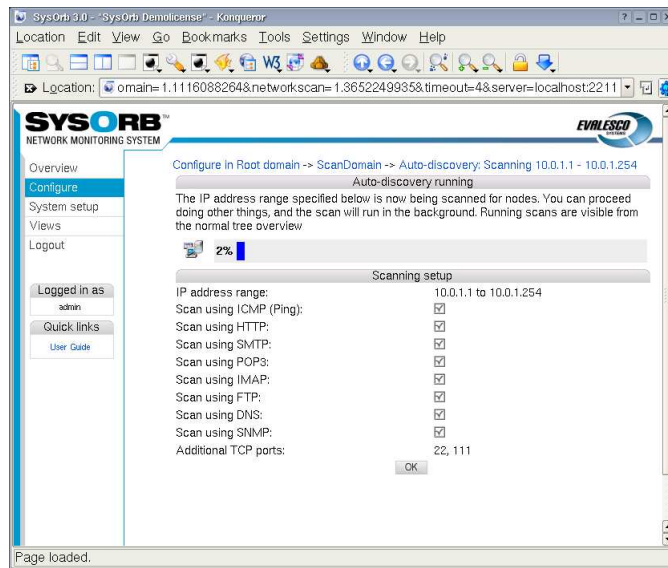 SysOrb 3.0 - "SysOrb Demolicense" - Konqueror
Location Edit View Go Bookmarks Tools Settings Window Help
Location: omain=1.1116088264&networkscan=1.36522499358&timeout=4&server=localhost:2211
SYSORB™
NETWORK MONITORING SYSTEM
EVALESCO
SYSTEMS
Overview
Configure
System setup
Views
Logout
Logged in as
admin
Quick links
User Guide
Configure in Root domain -> ScanDomain -> Auto-discovery: Scanning 10.0.1.1 - 10.0.1.254
Auto-discovery running
The IP address range specified below is now being scanned for nodes. You can proceed
doing other things, and the scan will run in the background. Running scans are visible from
the normal tree overview
2%
Scanning setup
IP address range: 10.0.1.1 to 10.0.1.254
Scan using ICMP (Ping):
Scan using HTTP:
Scan using SMTP:
Scan using POP3:
Scan using IMAP:
Scan using FTP:
Scan using DNS:
Scan using SNMP:
Additional TCP ports: 22, 111
OK
Page loaded.